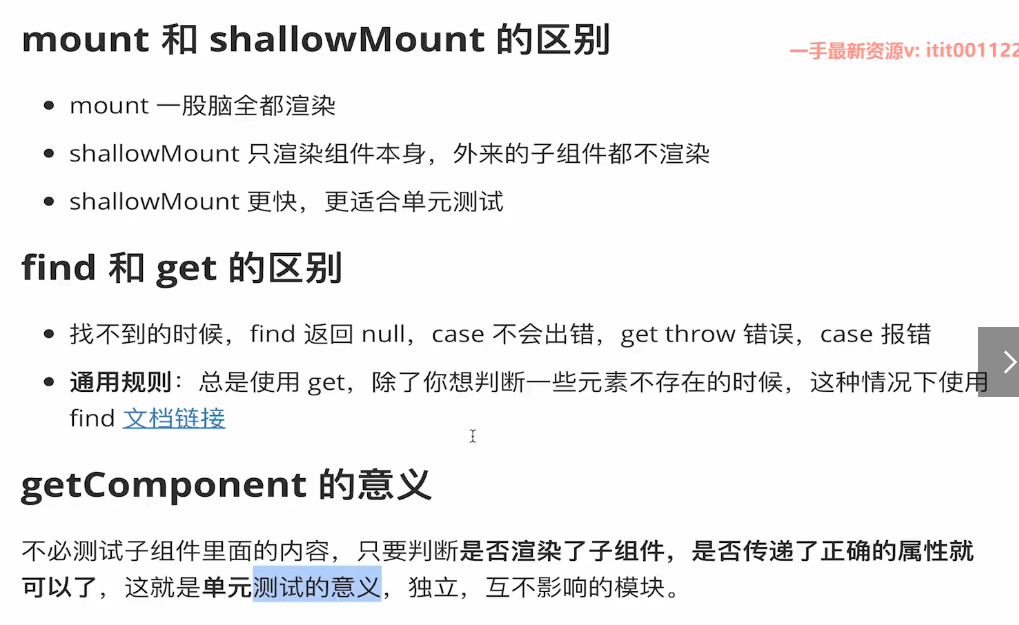 mount 和 shallowMount 的区别
一手最新资源v: itit001122
mount 一股脑全都渲染
shallowMount 只渲染组件本身，外来的子组件都不渲染
shallowMount 更快，更适合单元测试
find 和 get 的区别
找不到的时候，find 返回 null，case 不会出错，get throw 错误，case 报错
通用规则：总是使用 get，除了你想判断一些元素不存在的时候，这种情况下使用
find 文档链接
getComponent 的意义
不必测试子组件里面的内容，只要判断是否渲染了子组件，是否传递了正确的属性就
可以了，这就是单元测试的意义，独立，互不影响的模块。